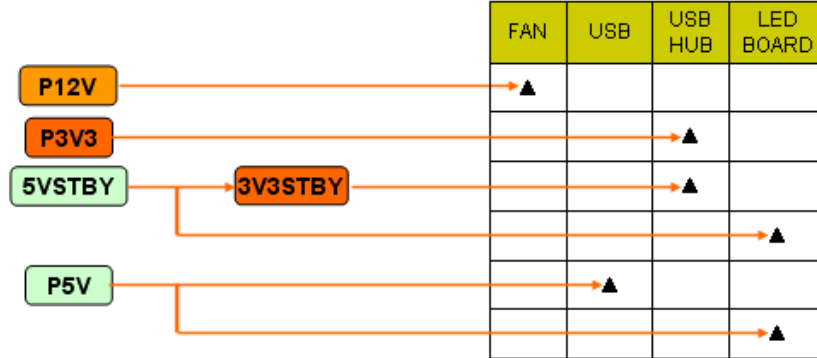 FAN USB USB HUB LED BOARD
P12V
P3V3
5VSTBY 3V3STBY
P5V